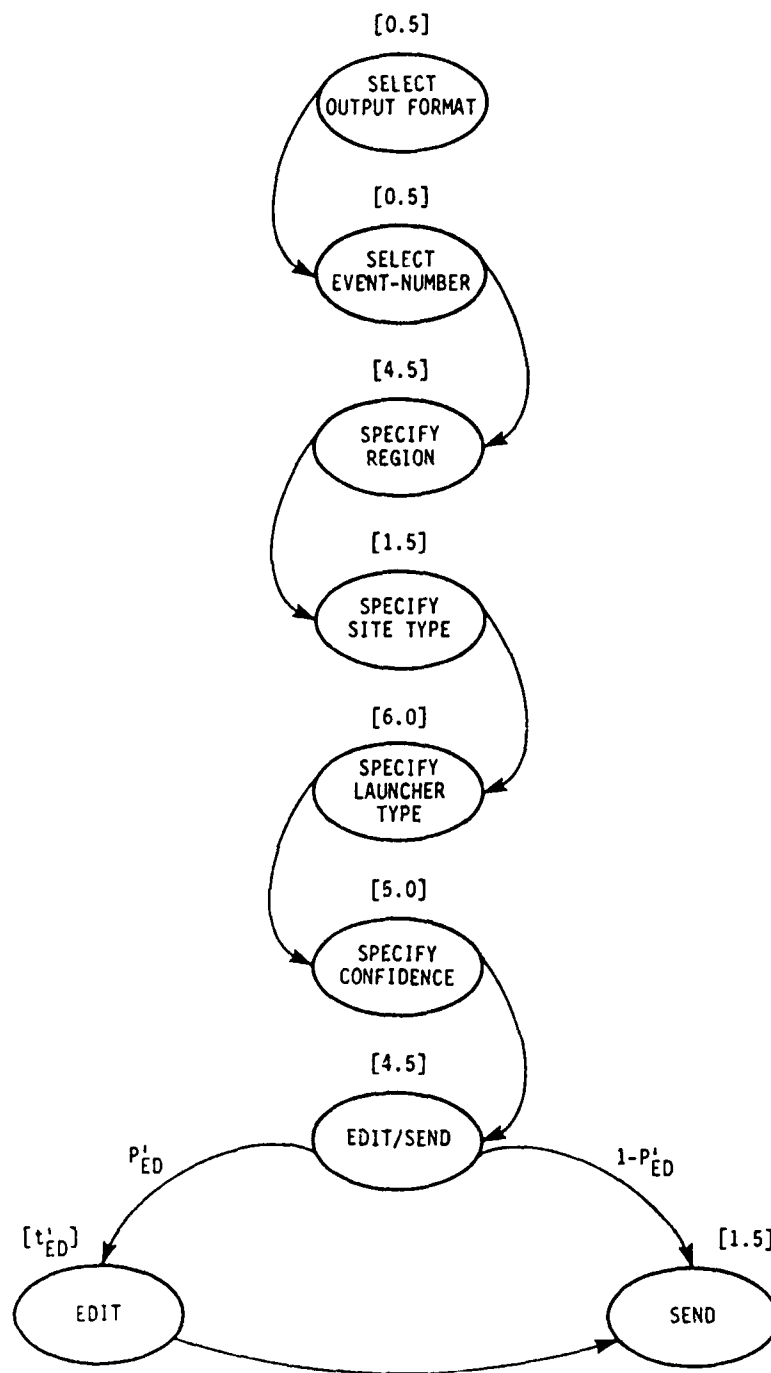 [0.5]
SELECT
OUTPUT FORMAT
[0.5]
SELECT
EVENT-NUMBER
[4.5]
SPECIFY
REGION
[1.5]
SPECIFY
SITE TYPE
[6.0]
SPECIFY
LAUNCHER
TYPE
[5.0]
SPECIFY
CONFIDENCE
[4.5]
EDIT/SEND
P'ED
1-P'ED
[t'ED]
EDIT
[1.5]
SEND